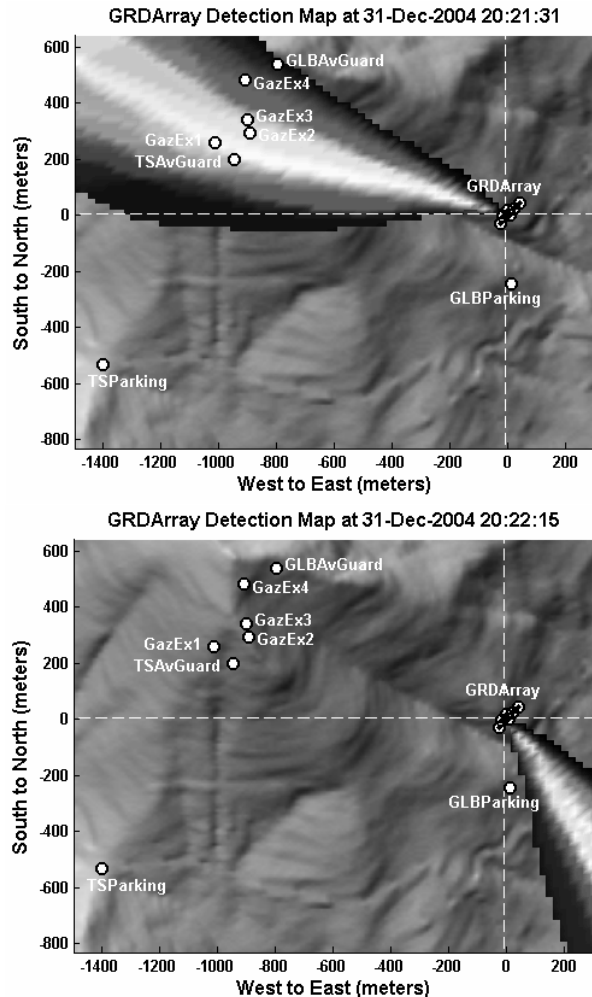 GRDArray Detection Map at 31-Dec-2004 20:21:31
600
GLBAvGuard
GazEx4
400
GazEx3
GazEx1
GazEx2
200
TSAvGuard
GRDArray
0
-200
GLBParking
-400
TSParking
-600
-800
-1400 -1200 -1000 -800 -600 -400 -200 0 200
West to East (meters)
South to North (meters)
GRDArray Detection Map at 31-Dec-2004 20:22:15
600
GLBAvGuard
GazEx4
400
GazEx3
GazEx1
GazEx2
200
TSAvGuard
GRDArray
0
-200
GLBParking
-400
-600
TSParking
-800
-1400 -1200 -1000 -800 -600 -400 -200 0 200
West to East (meters)
South to North (meters)